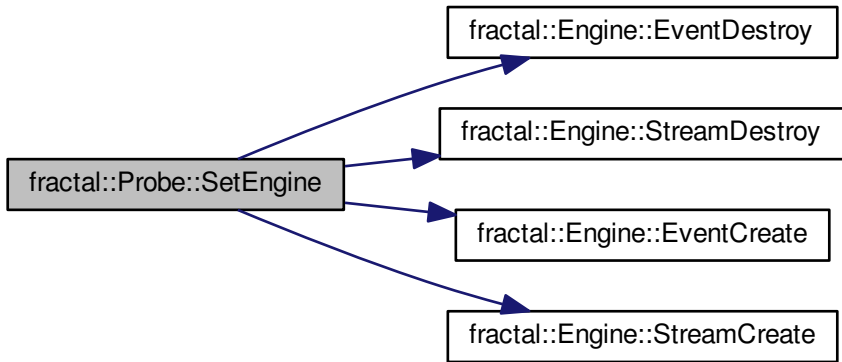 fractal::Engine::EventDestroy
fractal::Engine::StreamDestroy
fractal::Probe::SetEngine
fractal::Engine::EventCreate
fractal::Engine::StreamCreate